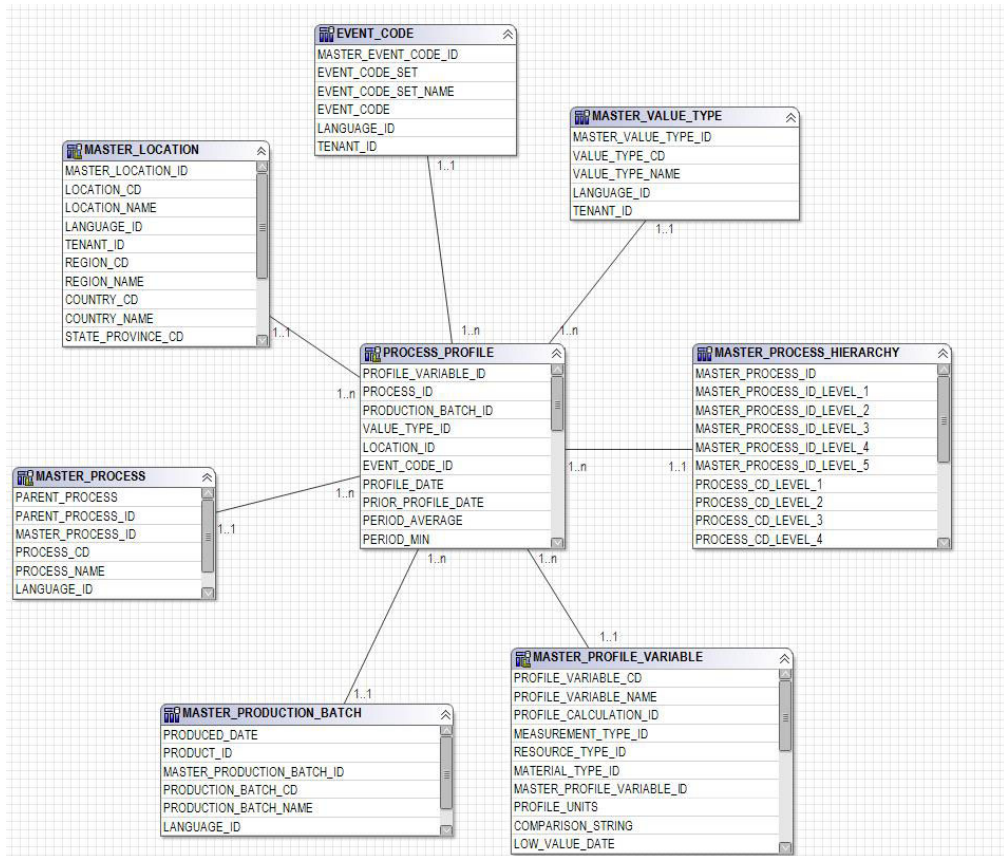 EVENT_CODE
MASTER_EVENT_CODE_ID
EVENT_CODE_SET
EVENT_CODE_SET_NAME
EVENT_CODE
LANGUAGE_ID
TENANT_ID
1..1
1..n
MASTER_VALUE_TYPE
MASTER_VALUE_TYPE_ID
VALUE_TYPE_CD
VALUE_TYPE_NAME
LANGUAGE_ID
TENANT_ID
1..1
1..n
MASTER_LOCATION
MASTER_LOCATION_ID
LOCATION_CD
LOCATION_NAME
LANGUAGE_ID
TENANT_ID
REGION_CD
REGION_NAME
COUNTRY_CD
COUNTRY_NAME
STATE_PROVINCE_CD
1..1
1..n
PROCESS_PROFILE
PROFILE_VARIABLE_ID
PROCESS_ID
PRODUCTION_BATCH_ID
VALUE_TYPE_ID
LOCATION_ID
EVENT_CODE_ID
PROFILE_DATE
PRIOR_PROFILE_DATE
PERIOD_AVERAGE
PERIOD_MIN
1..n
1..1
MASTER_PROCESS_HIERARCHY
MASTER_PROCESS_ID
MASTER_PROCESS_ID_LEVEL_1
MASTER_PROCESS_ID_LEVEL_2
MASTER_PROCESS_ID_LEVEL_3
MASTER_PROCESS_ID_LEVEL_4
MASTER_PROCESS_ID_LEVEL_5
PROCESS_CD_LEVEL_1
PROCESS_CD_LEVEL_2
PROCESS_CD_LEVEL_3
PROCESS_CD_LEVEL_4
MASTER_PROCESS
PARENT_PROCESS
PARENT_PROCESS_ID
MASTER_PROCESS_ID
PROCESS_CD
PROCESS_NAME
LANGUAGE_ID
1..1
1..n
1..n
1..1
MASTER_PRODUCTION_BATCH
PRODUCED_DATE
PRODUCT_ID
MASTER_PRODUCTION_BATCH_ID
PRODUCTION_BATCH_CD
PRODUCTION_BATCH_NAME
LANGUAGE_ID
1..n
1..1
MASTER_PROFILE_VARIABLE
PROFILE_VARIABLE_CD
PROFILE_VARIABLE_NAME
PROFILE_CALCULATION_ID
MEASUREMENT_TYPE_ID
RESOURCE_TYPE_ID
MATERIAL_TYPE_ID
MASTER_PROFILE_VARIABLE_ID
PROFILE_UNITS
COMPARISON_STRING
LOW_VALUE_DATE